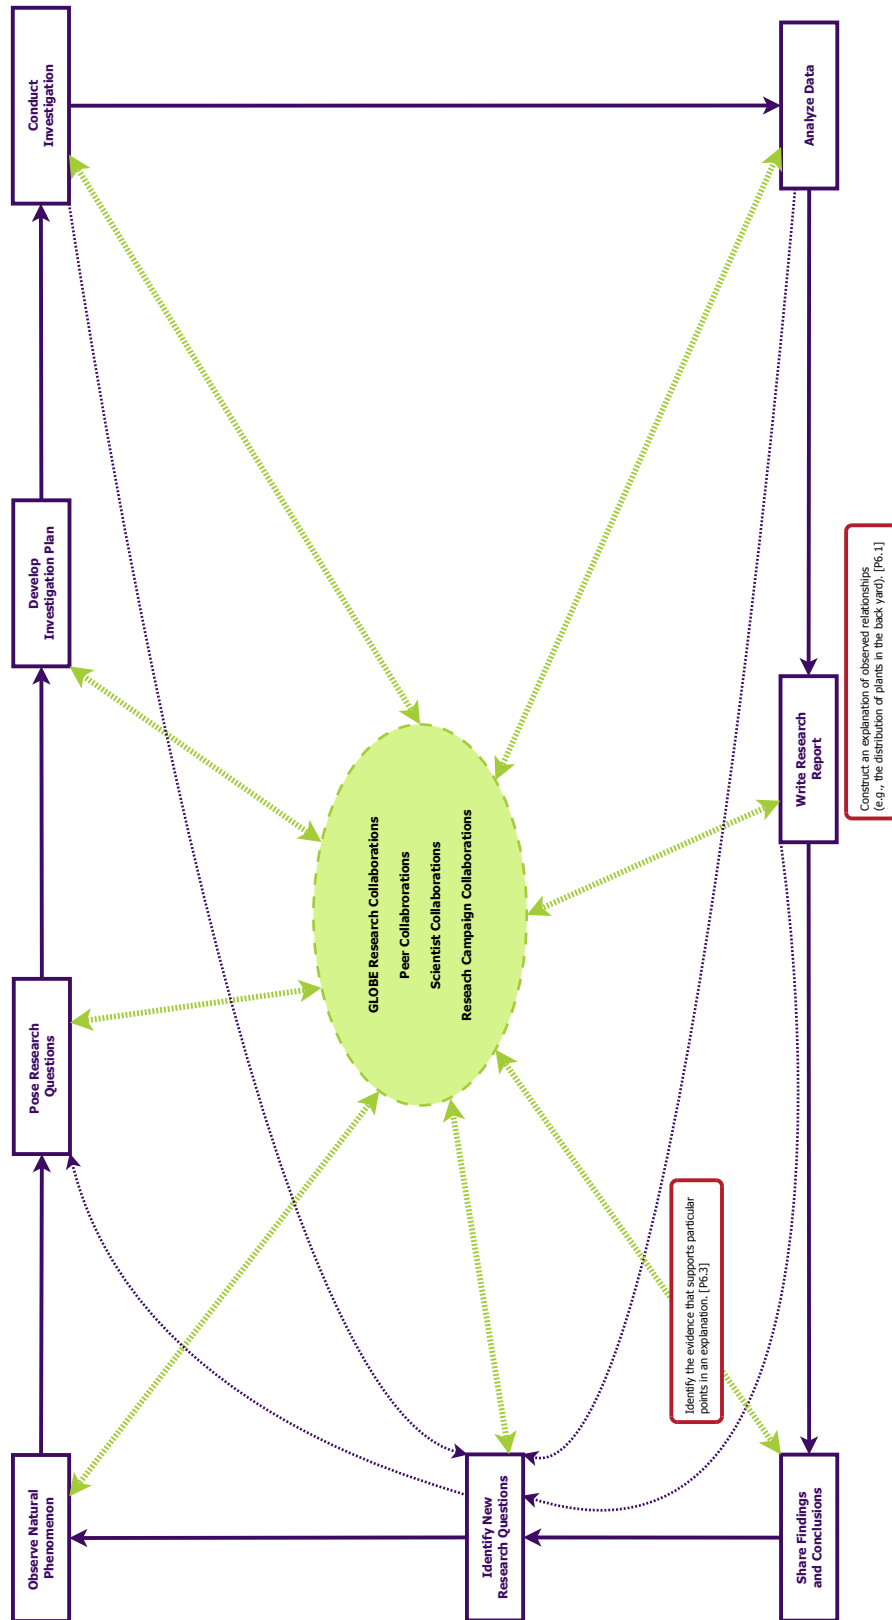 Observe Natural
Phenomenon
Pose Research
Questions
Develop
Investigation Plan
Conduct
Investigation
GLOBE Research Collaborations
Peer Collabrorations
Scientist Collaborations
Reseach Campaign Collaborations
Identify New
Research Questions
Identify the evidence that supports particular
points in an explanation. [P6.3]
Share Findings
and Conclusions
Write Research
Report
Analyze Data
Construct an explanation of observed relationships
(e.g., the distribution of plants in the back yard). [P6.1]